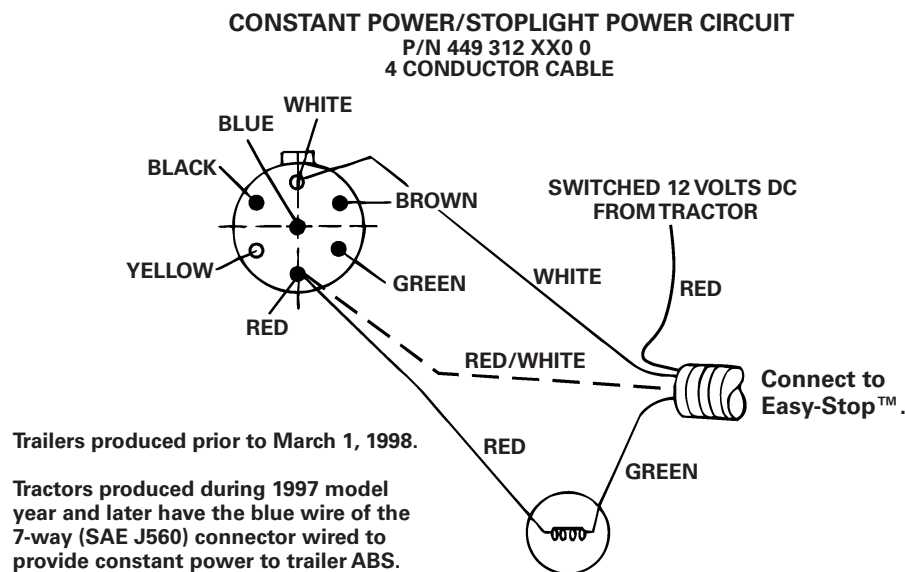 CONSTANT POWER/STOPLIGHT POWER CIRCUIT
P/N 449 312 XX0 0
4 CONDUCTOR CABLE
WHITE
BLUE
BLACK
BROWN
SWITCHED 12 VOLTS DC
FROM TRACTOR
YELLOW
GREEN
WHITE
RED
RED
RED/WHITE
Connect to
Easy-Stop™.
Trailers produced prior to March 1, 1998.
RED
GREEN
Tractors produced during 1997 model
year and later have the blue wire of the
7-way (SAE J560) connector wired to
provide constant power to trailer ABS.